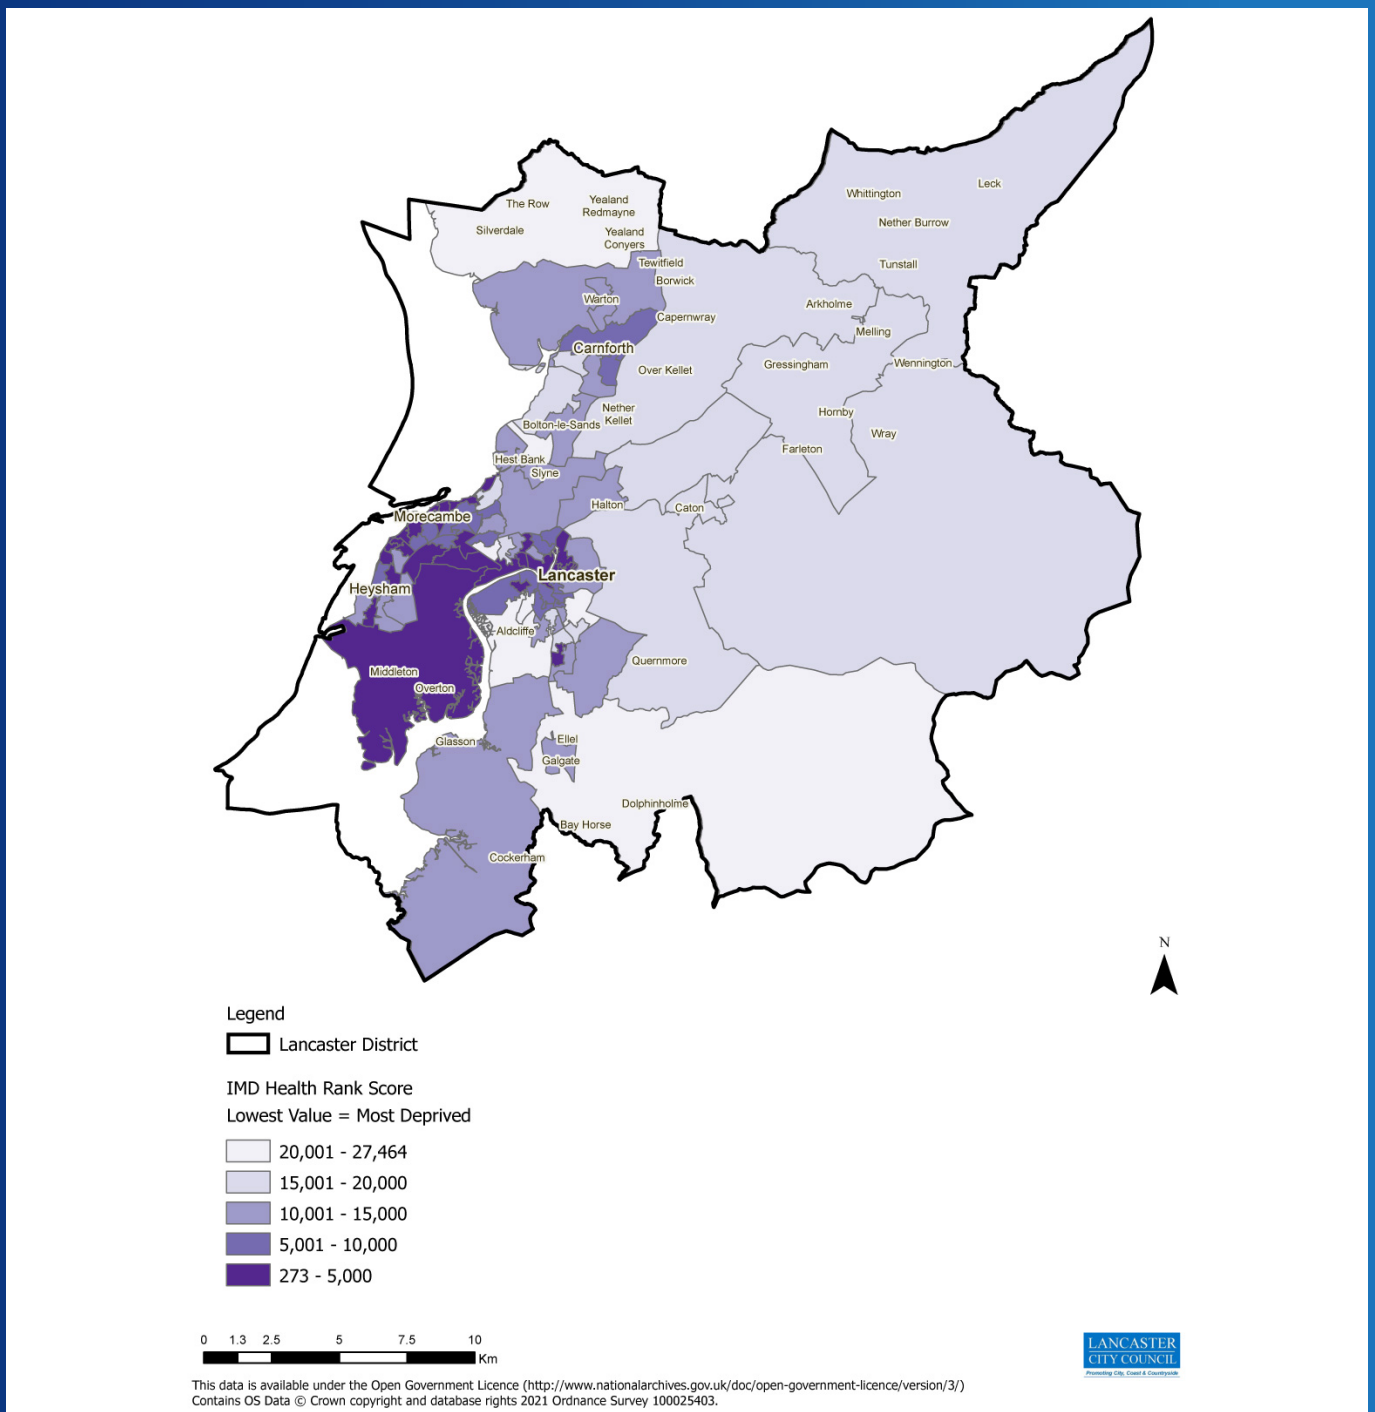 The Row
Yealand
Redmayne
Silverdale
Yealand
Conyers
Whittington
Leck
Nether Burrow
Tunstall
Tewitfield
Borwick
Warton
Arkholme
Capernwray
Melling
Carnforth
Over Kellet
Gressingham
Wennington
Nether
Kellet
Hornby
Bolton-le-Sands
Wray
Farleton
Hest Bank
Slyne
Halton
Caton
Morecambe
Lancaster
Heysham
Aldcliffe
Quernmore
Middleton
Overton
Glasson
Ellel
Galgate
Dolphinholme
Bay Horse
Cockerham
N
Legend
Lancaster District
IMD Health Rank Score
Lowest Value = Most Deprived
20,001 - 27,464
15,001 - 20,000
10,001 - 15,000
5,001 - 10,000
273 - 5,000
0 1.3 2.5 5 7.5 10
Km
LANCASTER
CITY COUNCIL
Promoting City, Coast & Countryside
This data is available under the Open Government Licence (http://www.nationalarchives.gov.uk/doc/open-government-licence/version/3/)
Contains OS Data © Crown copyright and database rights 2021 Ordnance Survey 100025403.